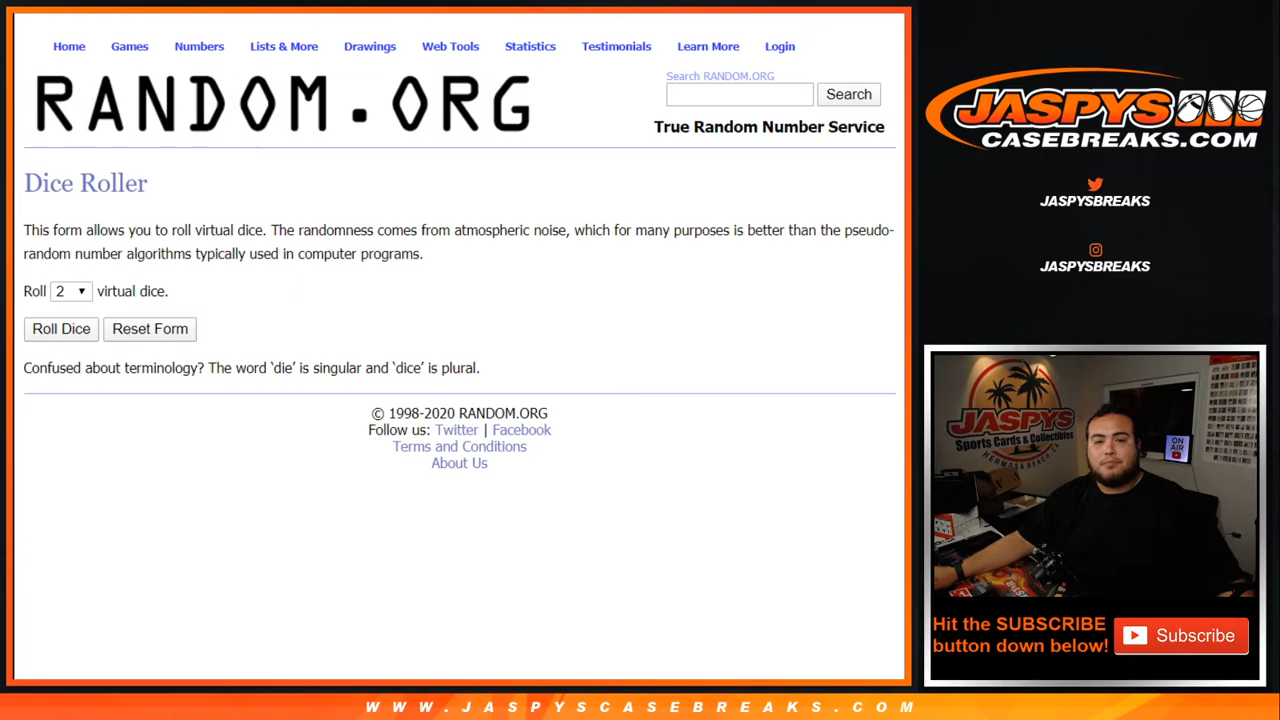 Home Games Numbers Lists & More Drawings Web Tools Statistics Testimonials Learn More Login
RANDOM.ORG
Search RANDOM.ORG
Search
True Random Number Service
Dice Roller
This form allows you to roll virtual dice. The randomness comes from atmospheric noise, which for many purposes is better than the pseudo-
random number algorithms typically used in computer programs.
Roll 2 virtual dice.
Roll Dice Reset Form
Confused about terminology? The word ‘die’ is singular and ‘dice’ is plural.
© 1998-2020 RANDOM.ORG
Follow us: Twitter | Facebook
Terms and Conditions
About Us
JASPYS
CASEBREAKS.COM
JASPYSBREAKS
JASPYSBREAKS
JASPYS
Sports Cards & Collectibles
HERMOSA BEACH, CA
ON
AIR
Hit the SUBSCRIBE
button down below!
Subscribe
WWW.JASPYSCASEBREAKS.COM